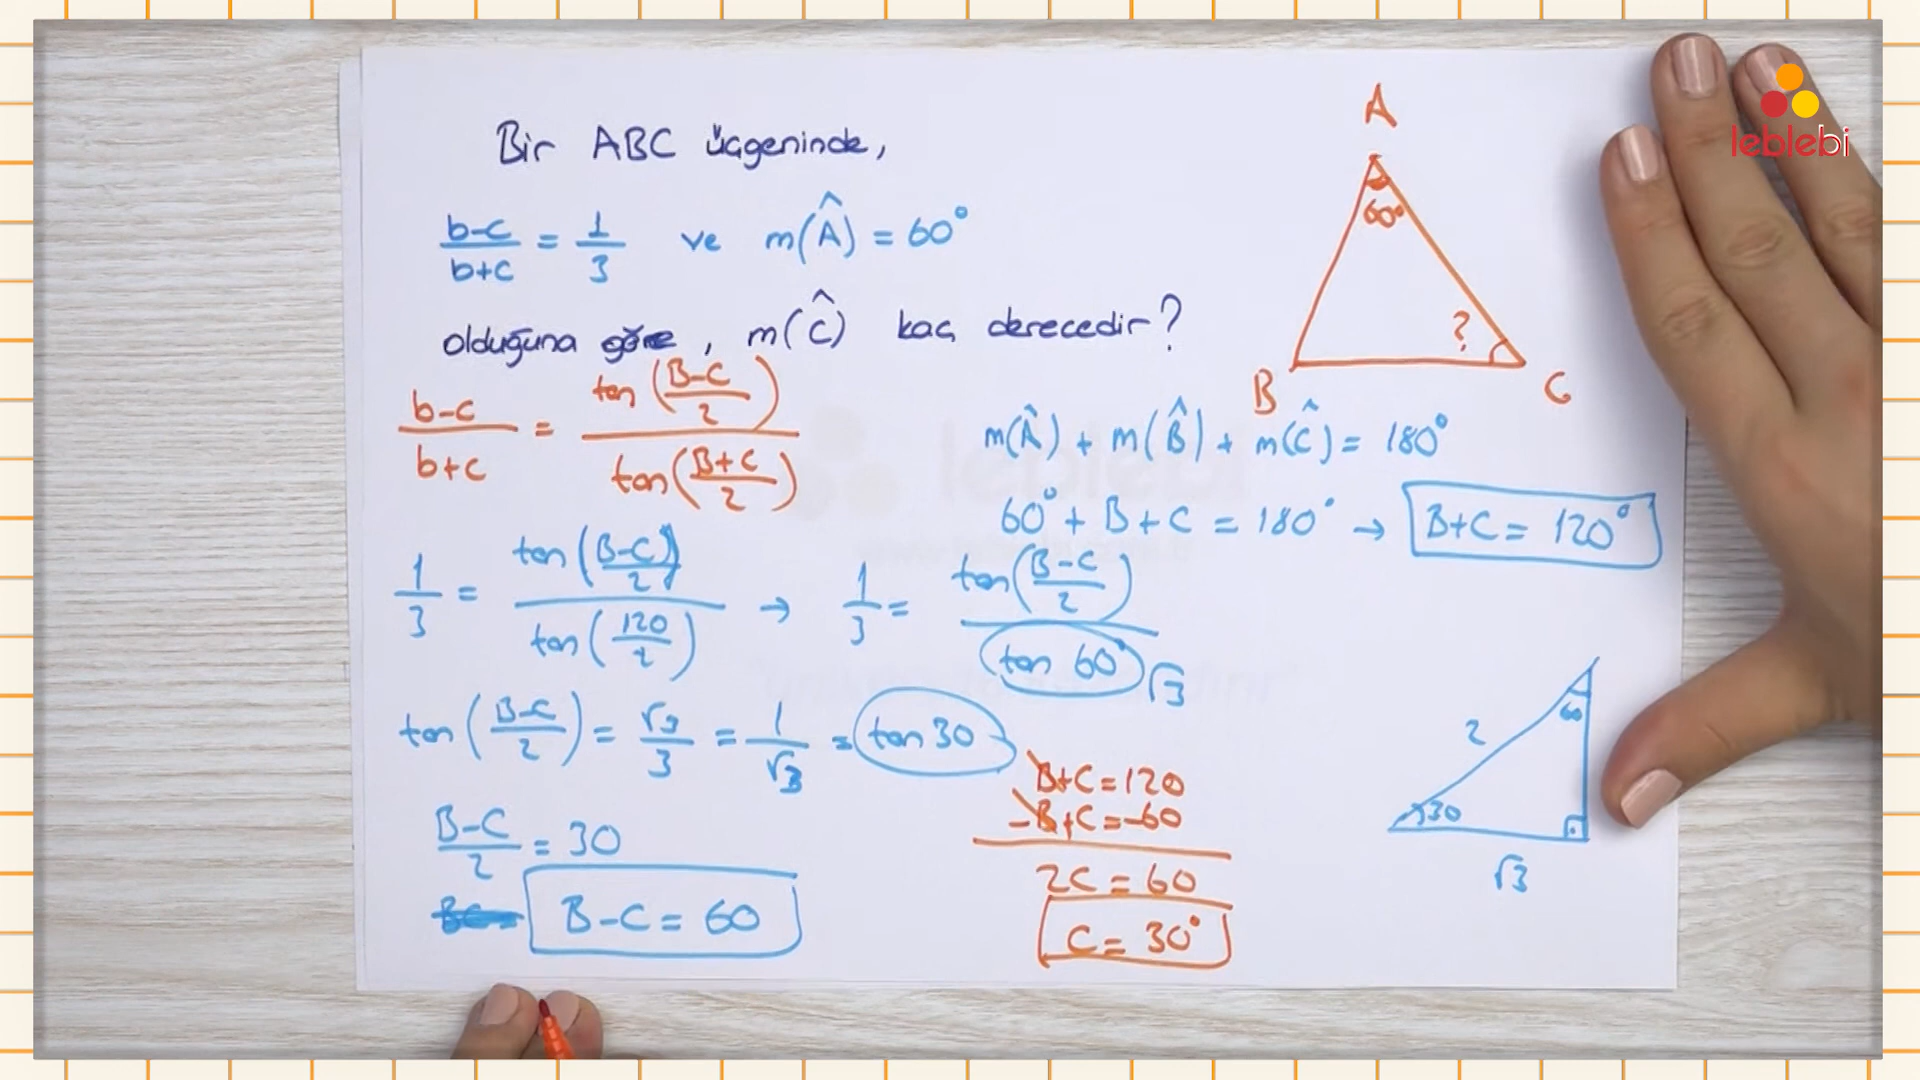 leblebi
Bir ABC üçgeninde,
b-c/b+c = 1/3 ve m(Â) = 60°
olduğuna göre, m(Ĉ) kaç derecedir?
A
60°
?
B
C
b-c/b+c = tan(B-C/2)/tan(B+C/2)
m(Â) + m(B̂) + m(Ĉ) = 180°
60° + B + C = 180° → B+C = 120°
1/3 = tan(B-C/2)/tan(120/2) → 1/3 = tan(B-C/2)/tan 60° √3
tan(B-C/2) = √3/3 = 1/√3 = tan 30
B-C/2 = 30
B-C = 60
B+C = 120
-B+C = -60
2C = 60
C = 30°
2
60
30
√3